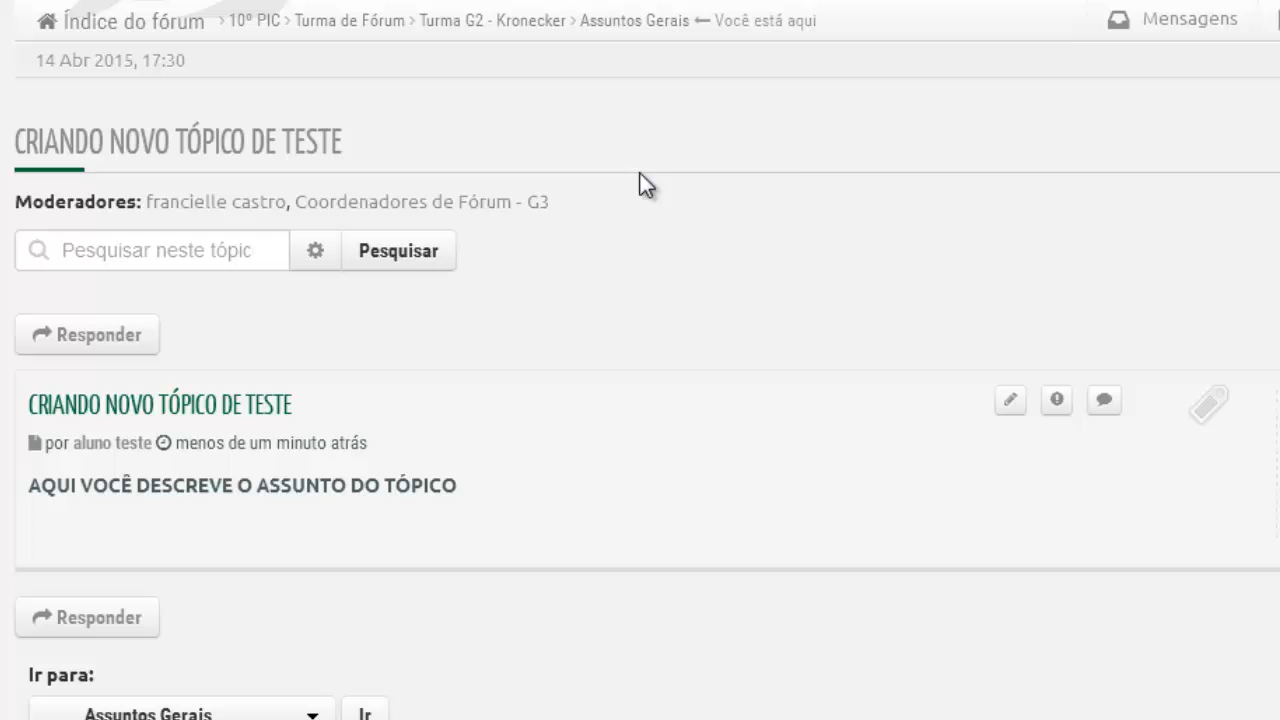 Índice do fórum › 10º PIC › Turma de Fórum › Turma G2 - Kronecker › Assuntos Gerais ← Você está aqui
Mensagens
14 Abr 2015, 17:30
CRIANDO NOVO TÓPICO DE TESTE
Moderadores: francielle castro, Coordenadores de Fórum - G3
Pesquisar neste tópic
Pesquisar
Responder
CRIANDO NOVO TÓPICO DE TESTE
por aluno teste menos de um minuto atrás
AQUI VOCÊ DESCREVE O ASSUNTO DO TÓPICO
Responder
Ir para:
Assuntos Gerais
Ir